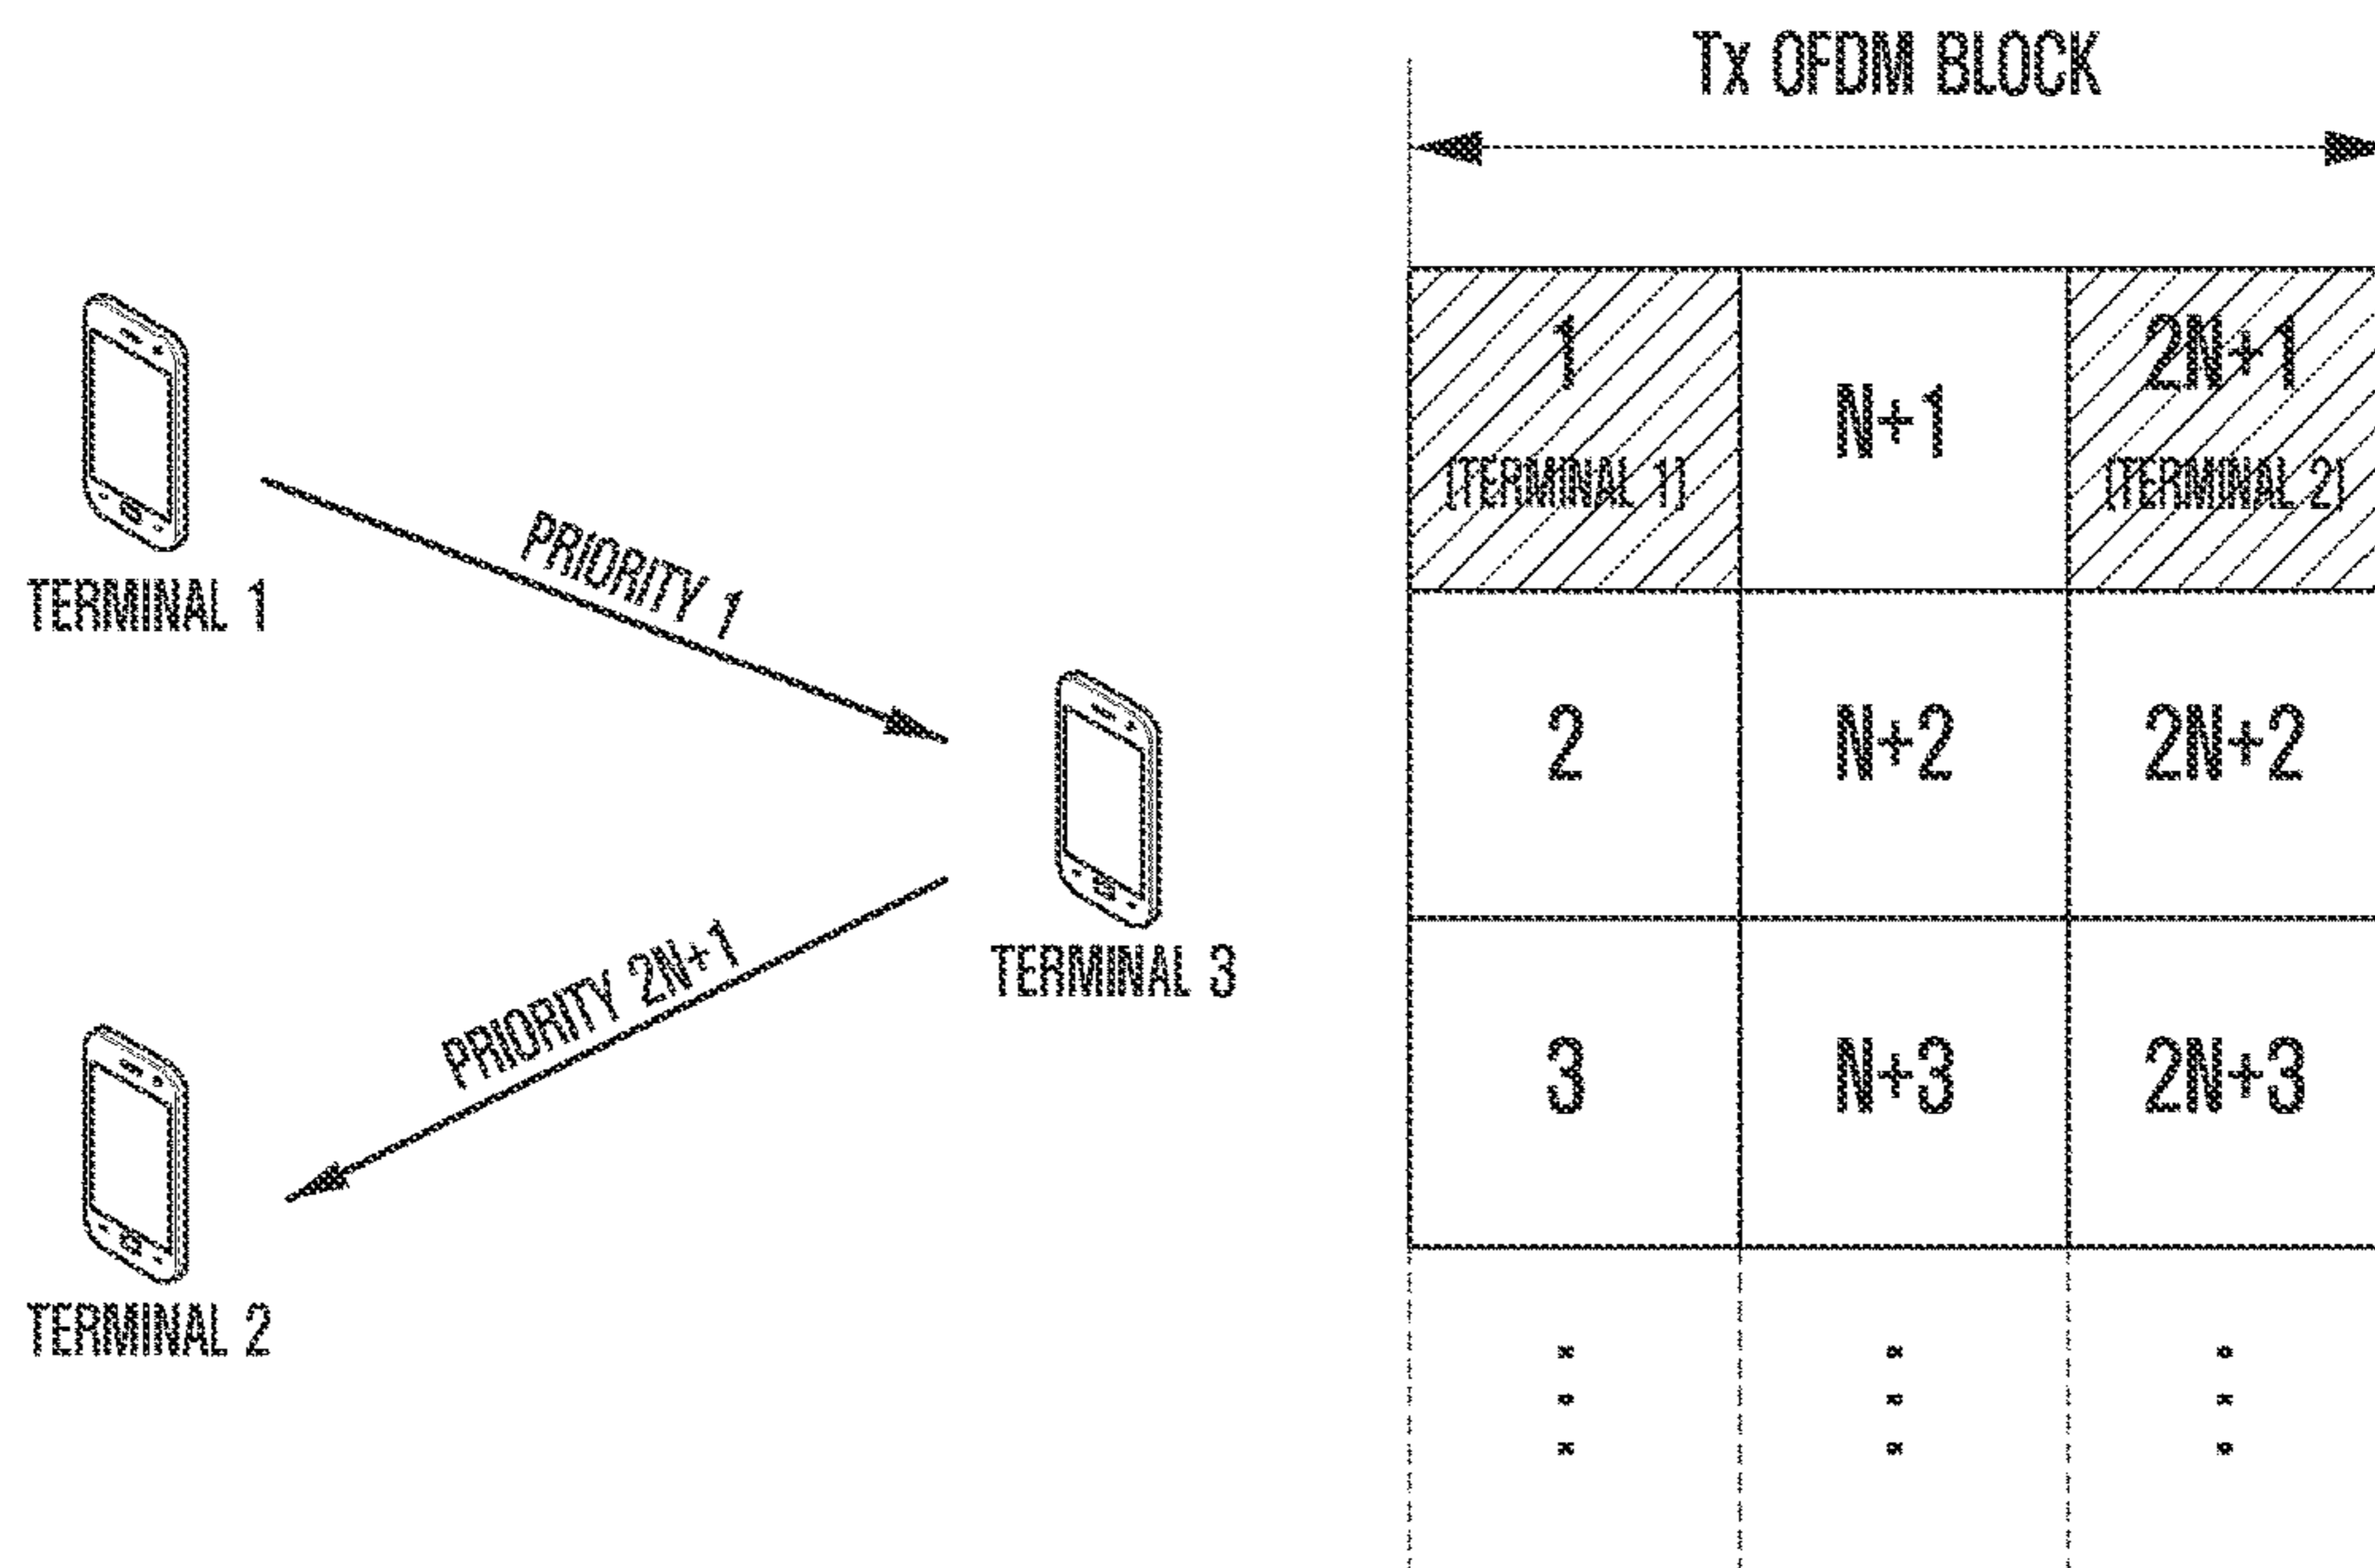 Tx OFDM BLOCK
TERMINAL 1
PRIORITY 1
TERMINAL 3
PRIORITY 2N+1
TERMINAL 2
1 N+1 2N+1
(TERMINAL 1) (TERMINAL 2)
2 N+2 2N+2
3 N+3 2N+3